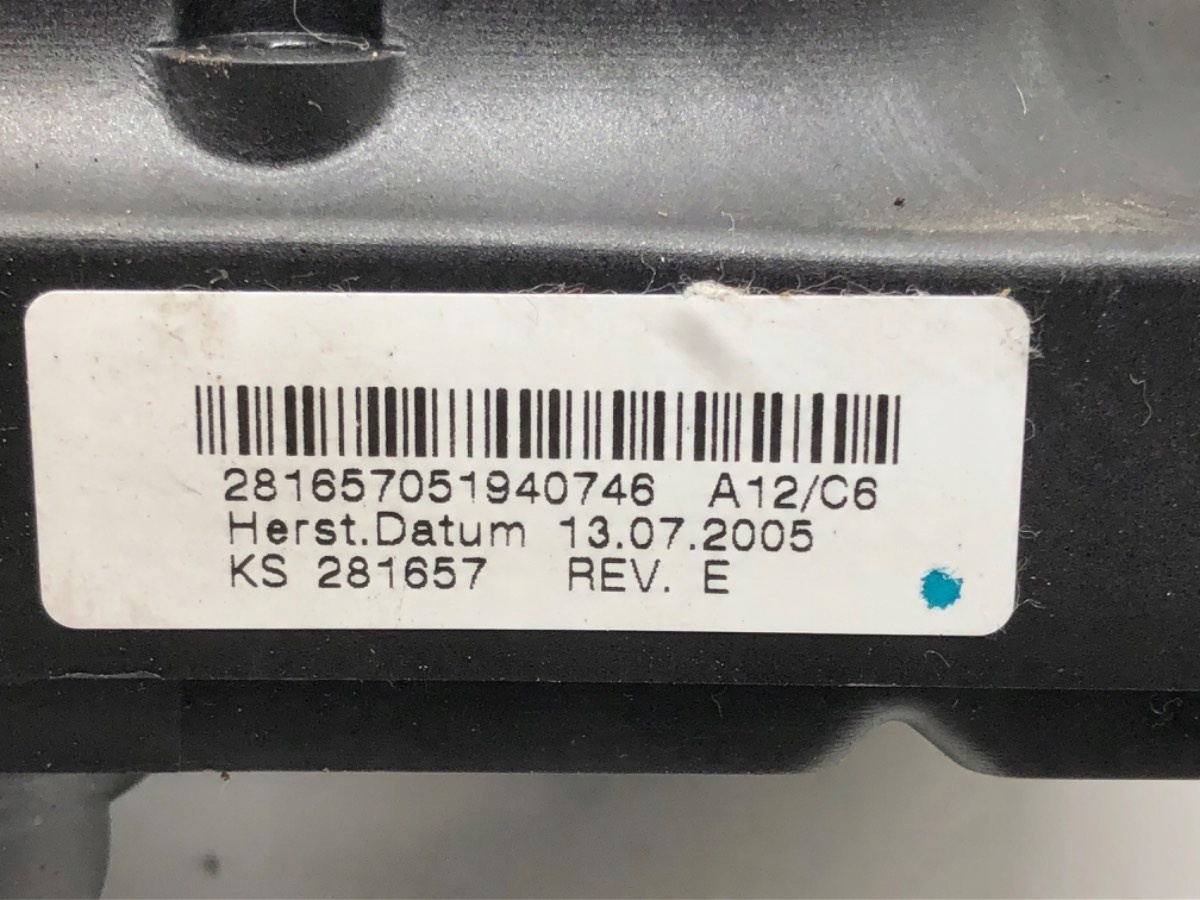 281657051940746 A12/C6
Herst.Datum 13.07.2005
KS 281657 REV. E